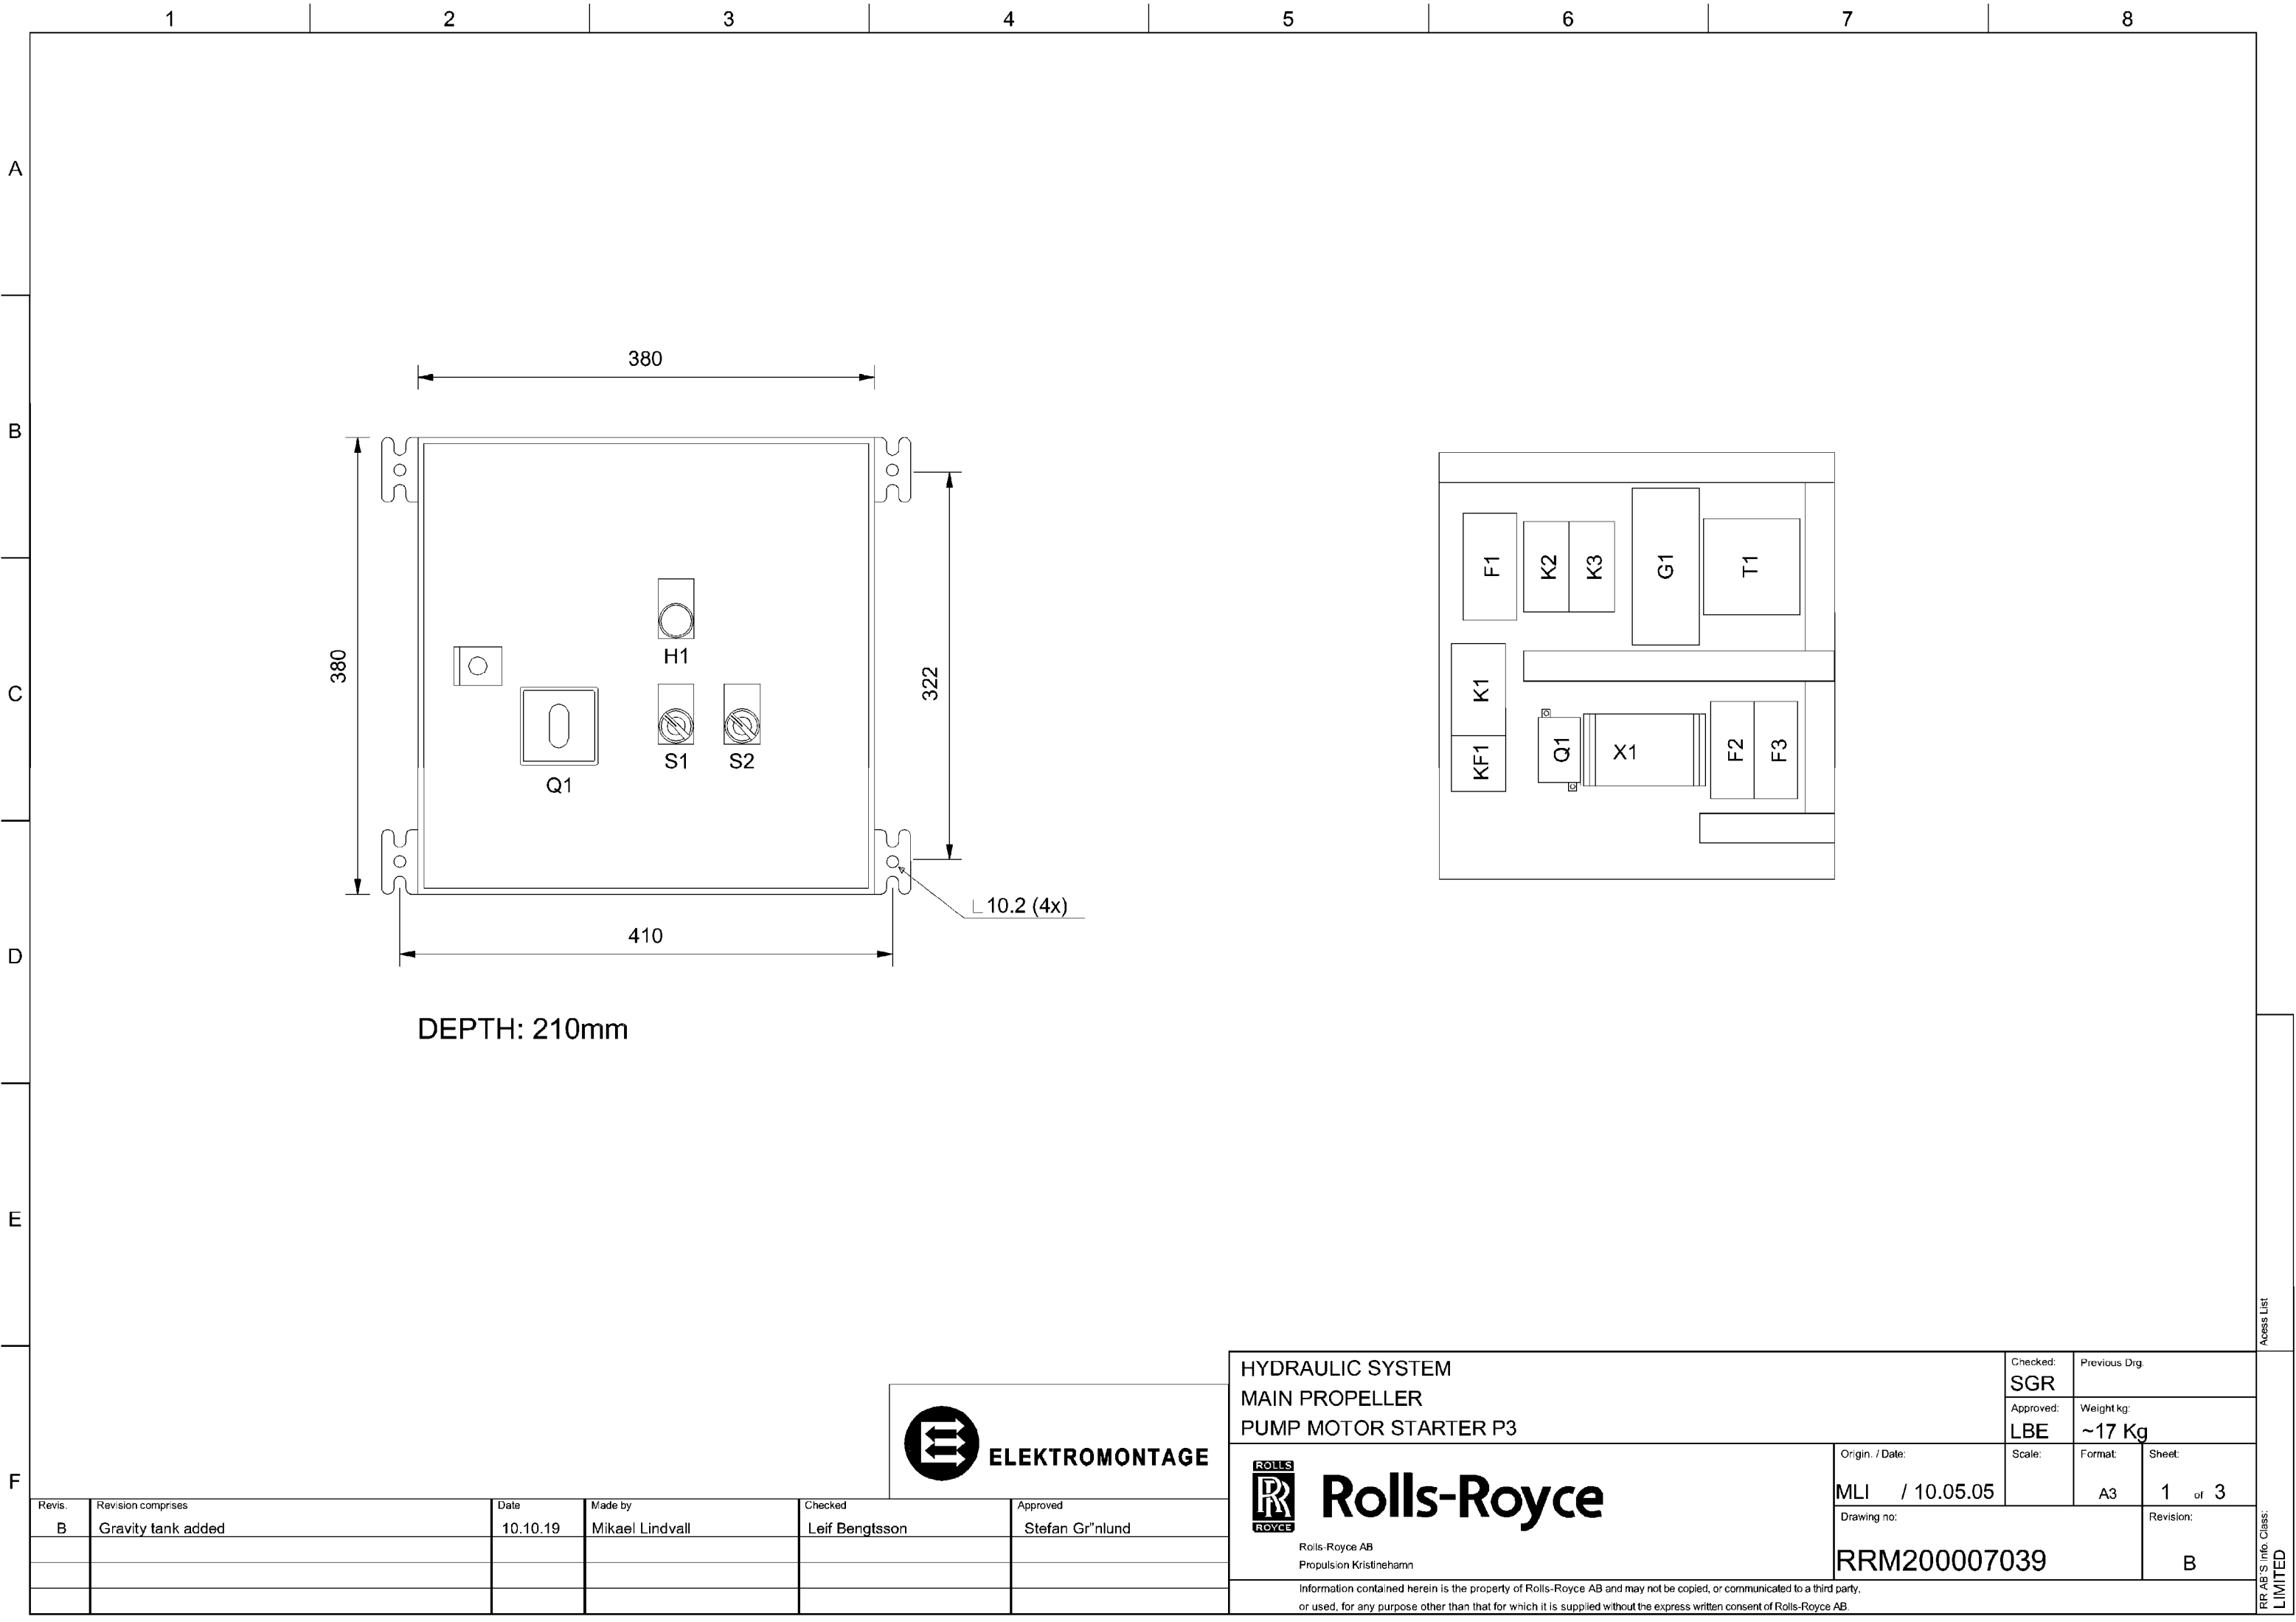 1 2 3 4 5 6 7 8
A
B
C
D
E
F
380
380
322
410
∟10.2 (4x)
H1
S1 S2
Q1
DEPTH: 210mm
F1 K2 K3 G1 T1
K1
KF1 Q1 X1 F2 F3
ELEKTROMONTAGE
Revis. Revision comprises Date Made by Checked Approved
B Gravity tank added 10.10.19 Mikael Lindvall Leif Bengtsson Stefan Gr"nlund
HYDRAULIC SYSTEM
MAIN PROPELLER
PUMP MOTOR STARTER P3
Checked: Previous Drg.
SGR
Approved: Weight kg:
LBE ~17 Kg
ROLLS
RR
ROYCE
Rolls-Royce
Rolls-Royce AB
Propulsion Kristinehamn
Origin. / Date: Scale: Format: Sheet:
MLI / 10.05.05 A3 1 of 3
Drawing no: Revision:
RRM200007039 B
Information contained herein is the property of Rolls-Royce AB and may not be copied, or communicated to a third party,
or used, for any purpose other than that for which it is supplied without the express written consent of Rolls-Royce AB.
Acess List
RR AB´S Info. Class:
LIMITED